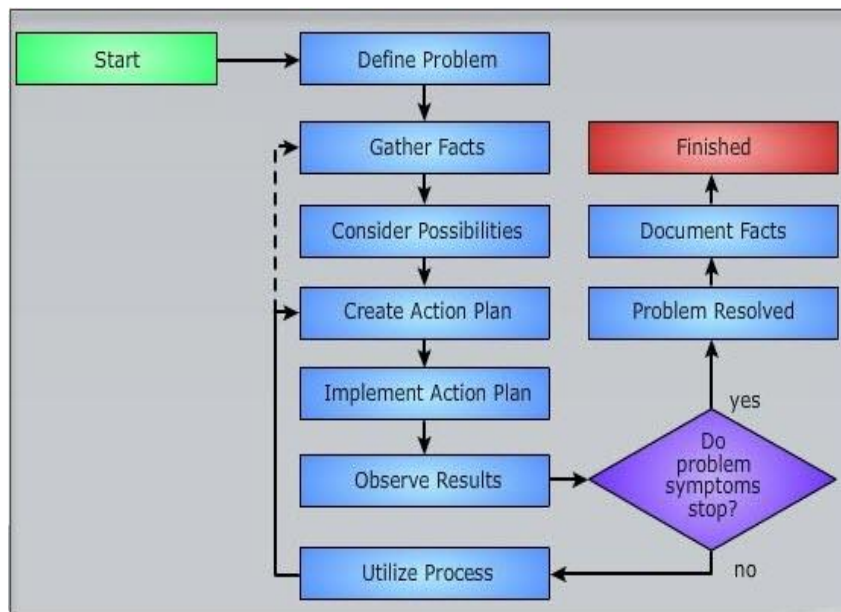 Start
Define Problem
Gather Facts
Finished
Consider Possibilities
Document Facts
Create Action Plan
Problem Resolved
Implement Action Plan
yes
Do
problem
symptoms
stop?
Observe Results
no
Utilize Process